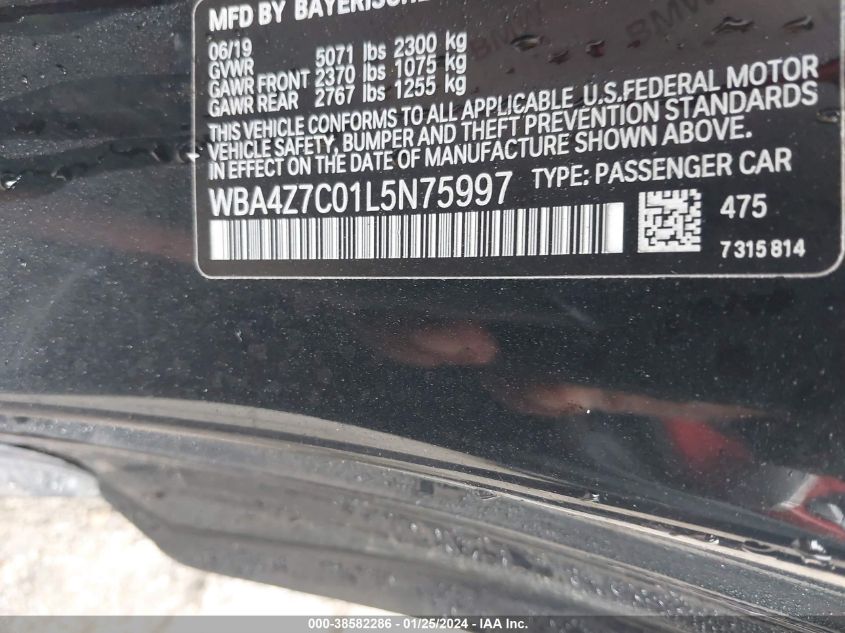 MFD BY BAYERISCHE
06/19
GVWR 5071 lbs 2300 kg
GAWR FRONT 2370 lbs 1075 kg
GAWR REAR 2767 lbs 1255 kg
THIS VEHICLE CONFORMS TO ALL APPLICABLE U.S.FEDERAL MOTOR
VEHICLE SAFETY, BUMPER AND THEFT PREVENTION STANDARDS
IN EFFECT ON THE DATE OF MANUFACTURE SHOWN ABOVE.
WBA4Z7C01L5N75997 TYPE: PASSENGER CAR
475
7315814
000-38582286 - 01/25/2024 - IAA Inc.